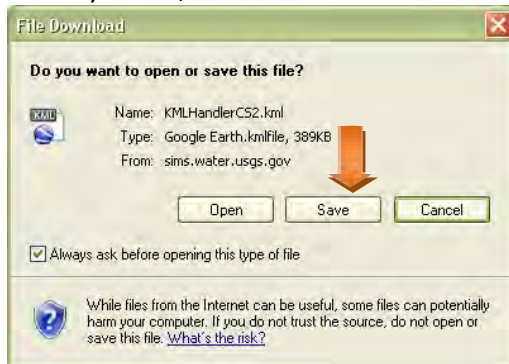 File Download
Do you want to open or save this file?
KML
Name: KMLHandlerCS2.kml
Type: Google Earth.kmlfile, 389KB
From: sims.water.usgs.gov
Open Save Cancel
Always ask before opening this type of file
While files from the Internet can be useful, some files can potentially
harm your computer. If you do not trust the source, do not open or
save this file. What's the risk?